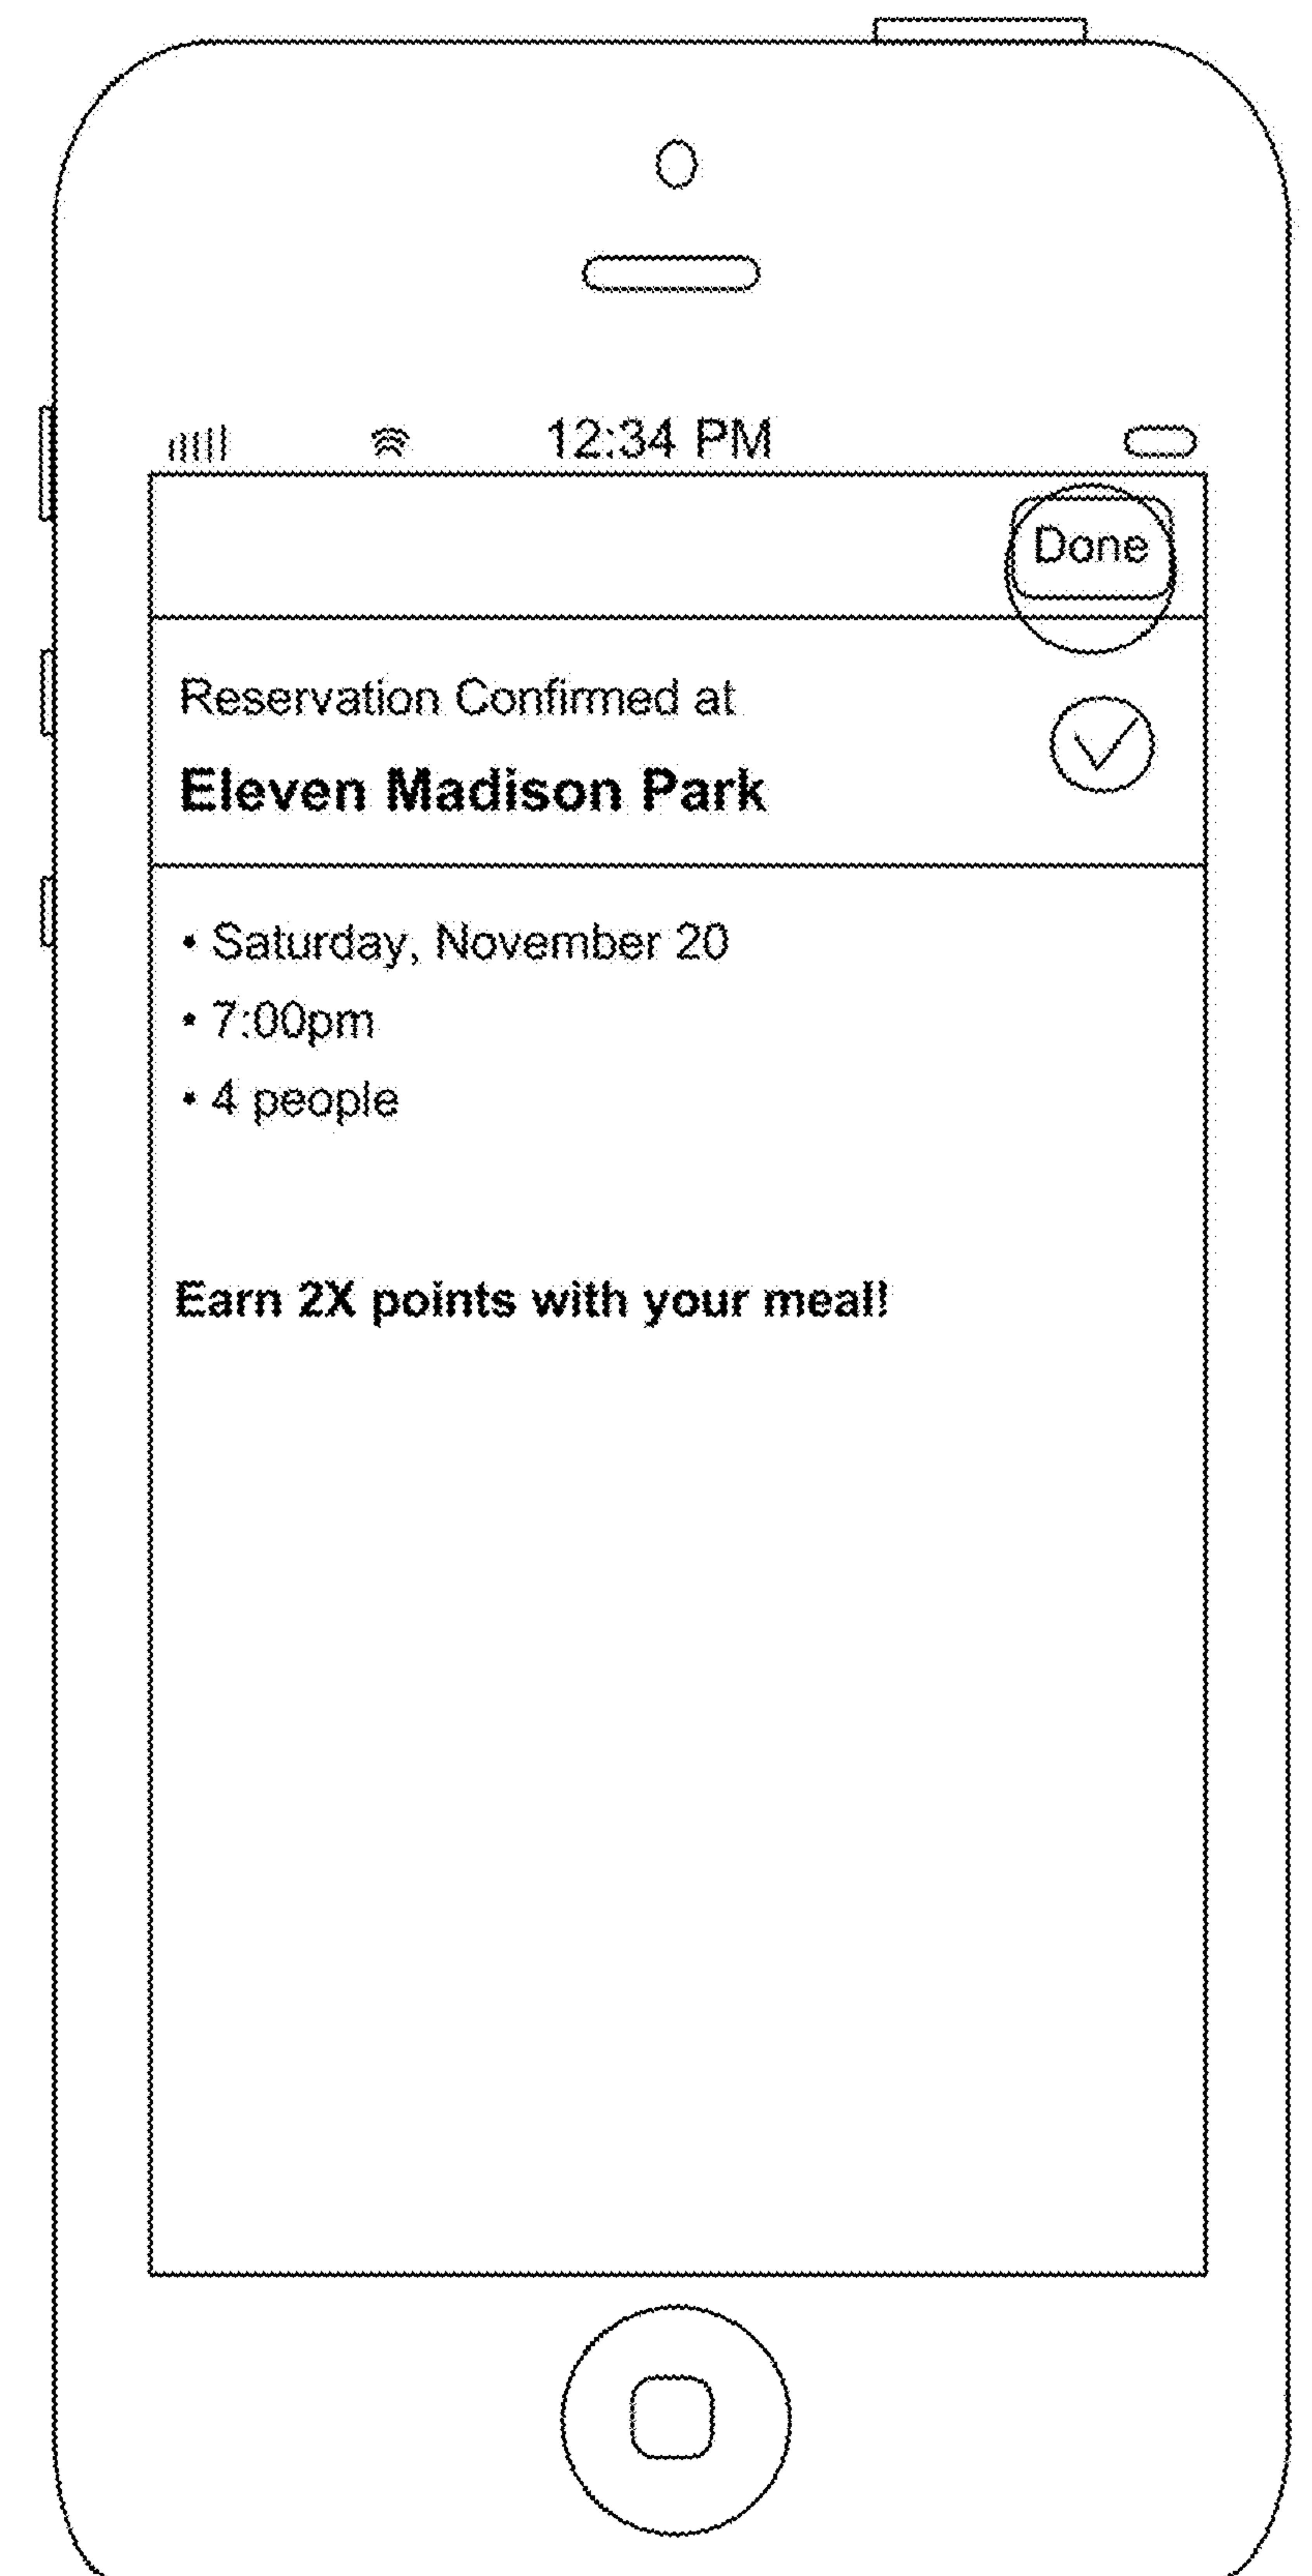 12:34 PM
Done
Reservation Confirmed at
Eleven Madison Park
• Saturday, November 20
• 7:00pm
• 4 people
Earn 2X points with your meal!